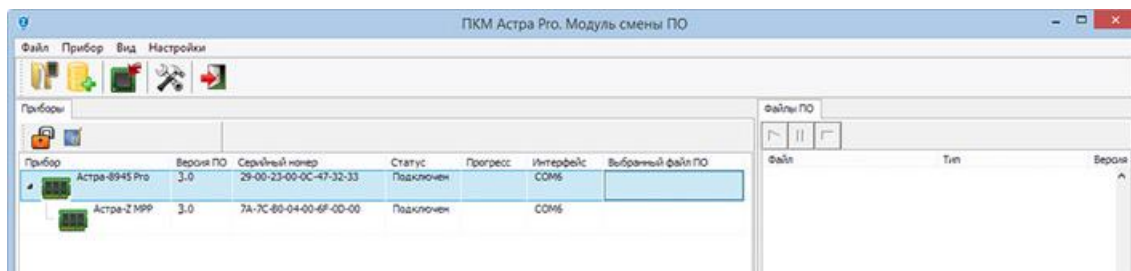 ПКМ Астра Pro. Модуль смены ПО
Файл Прибор Вид Настройки
Приборы
Файлы ПО
Прибор Версия ПО Серийный номер Статус Прогресс Интерфейс Выбранный файл ПО
Файл Тип Версия
Астра-8945 Pro 3.0 29-00-23-00-0C-47-32-33 Подключен COM6
Астра-Z MPP 3.0 7A-7C-B0-04-00-6F-0D-00 Подключен COM6